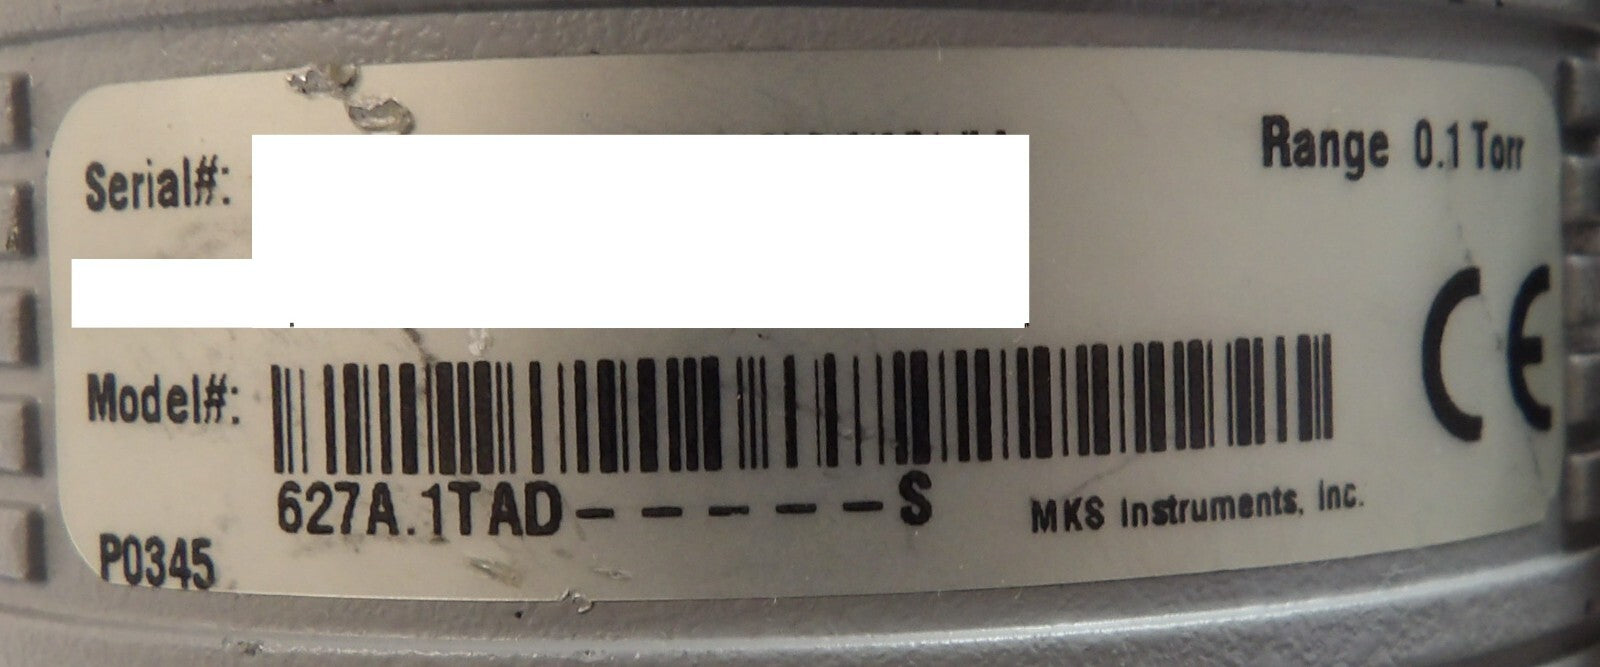 Serial#:
Range 0.1 Torr
Model#:
627A.1TAD-----S
MKS Instruments, Inc.
P0345
CE